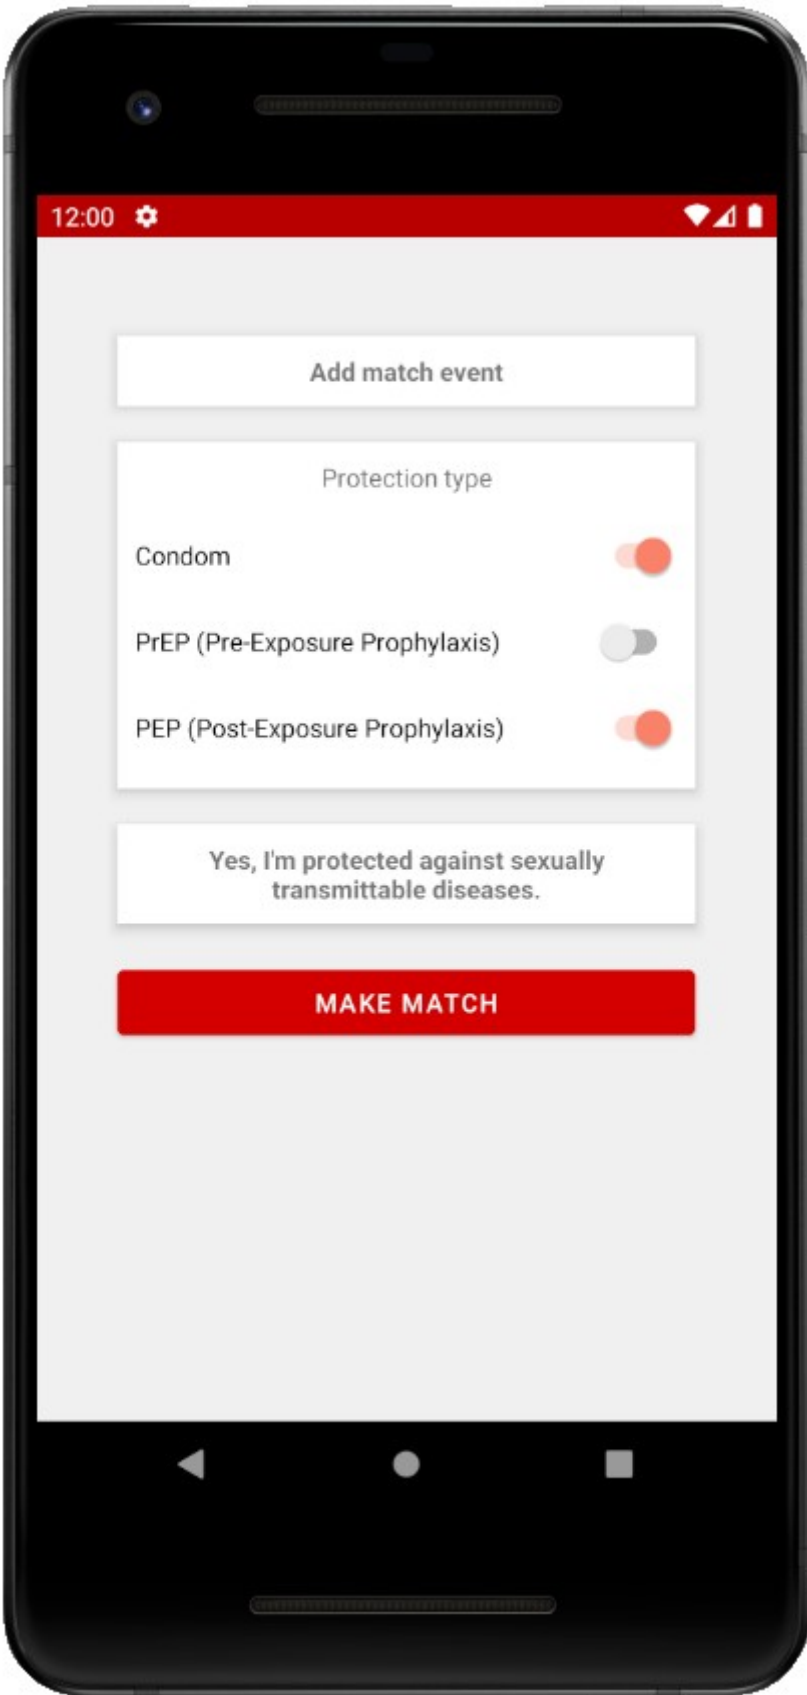 12:00
Add match event
Protection type
Condom
PrEP (Pre-Exposure Prophylaxis)
PEP (Post-Exposure Prophylaxis)
Yes, I'm protected against sexually
transmittable diseases.
MAKE MATCH